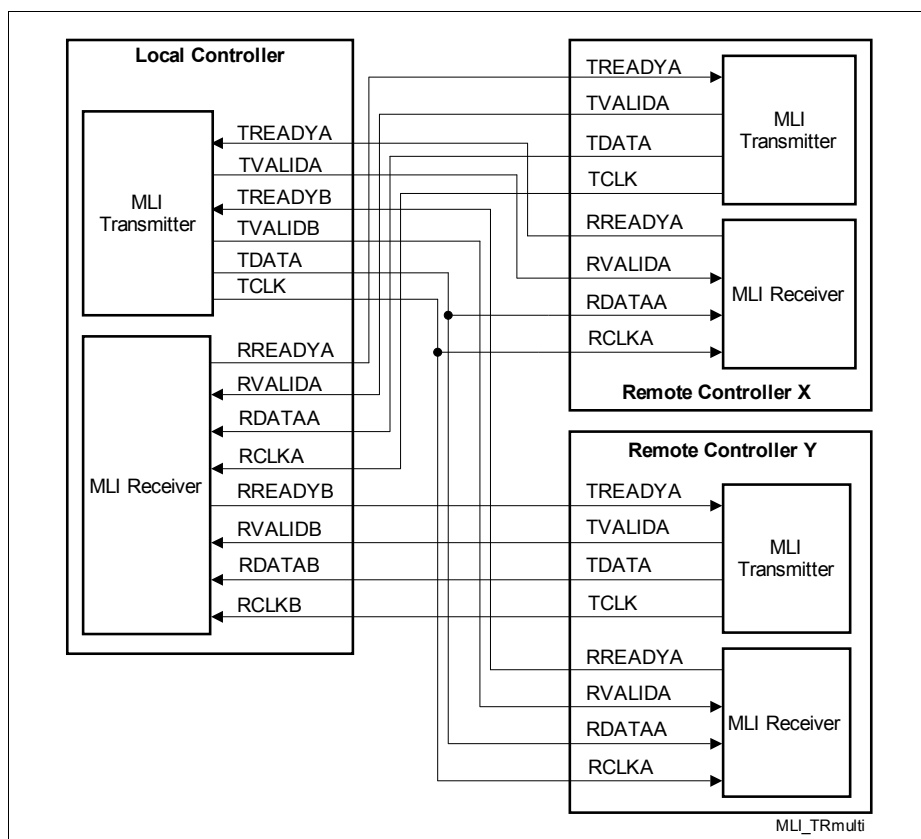 Local Controller
MLI
Transmitter
TREADYA
TVALIDA
TREADYB
TVALIDB
TDATA
TCLK
MLI Receiver
RREADYA
RVALIDA
RDATAA
RCLKA
RREADYB
RVALIDB
RDATAB
RCLKB
TREADYA
TVALIDA
TDATA
TCLK
MLI
Transmitter
RREADYA
RVALIDA
RDATAA
RCLKA
MLI Receiver
Remote Controller X
Remote Controller Y
TREADYA
TVALIDA
TDATA
TCLK
MLI
Transmitter
RREADYA
RVALIDA
RDATAA
RCLKA
MLI Receiver
MLI_TRmulti